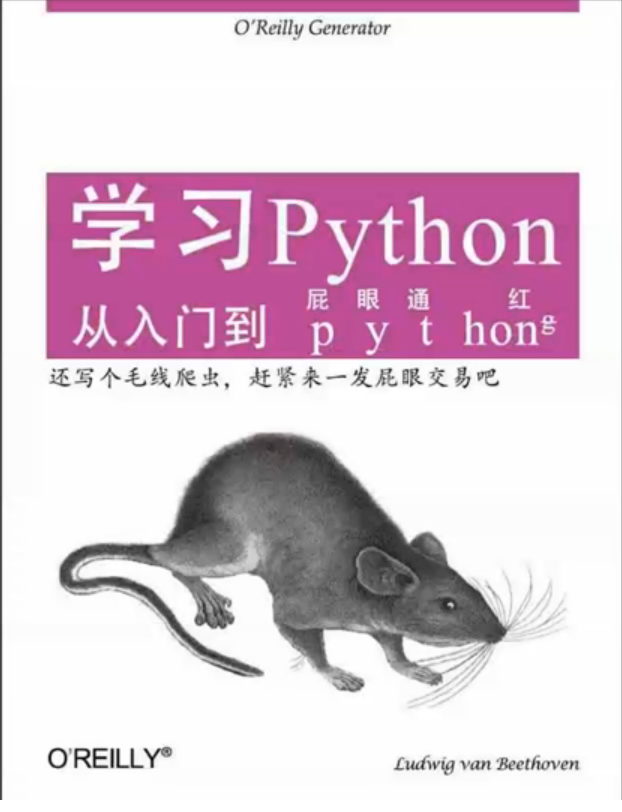 O'Reilly Generator
学习Python
屁眼通红
从入门到 p y t hong
还写个毛线爬虫，赶紧来一发屁眼交易吧
O'REILLY®
Ludwig van Beethoven